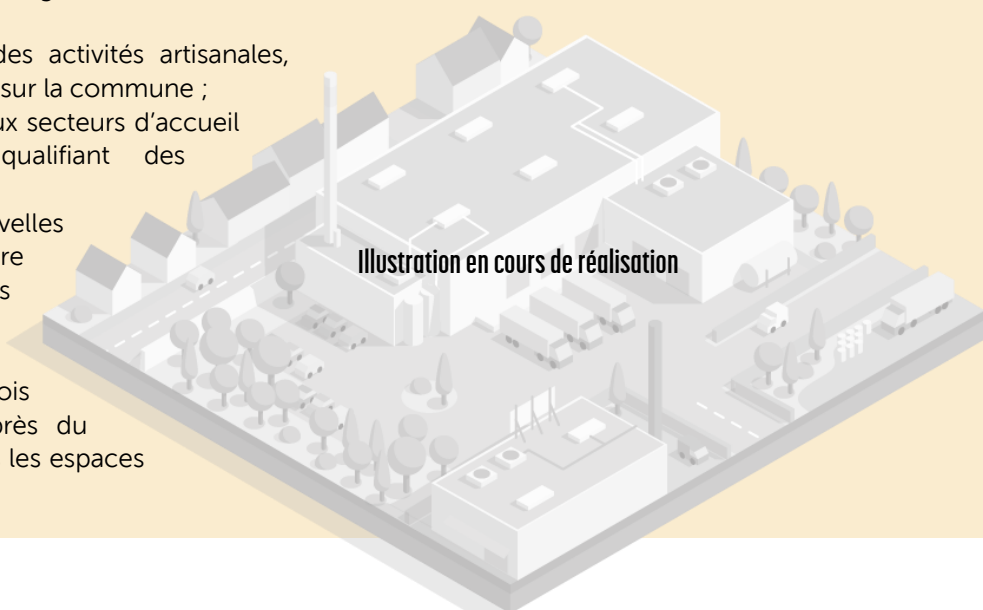 des activités artisanales,
sur la commune ;
ux secteurs d’accueil
qualifiant des
velles
re
s
Illustration en cours de réalisation
ois
près du
les espaces